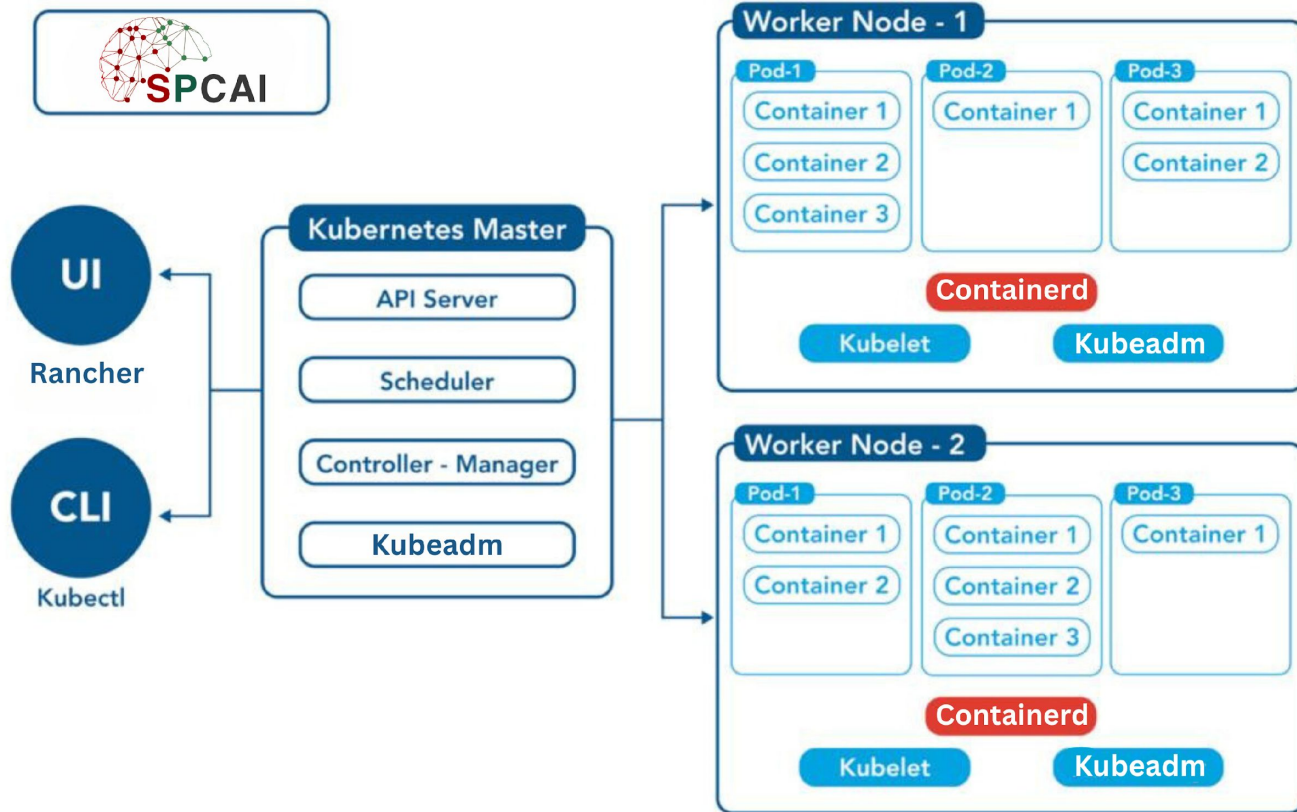 SPCAI
UI
Rancher
CLI
Kubectl
Kubernetes Master
API Server
Scheduler
Controller - Manager
Kubeadm
Worker Node - 1
Pod-1
Container 1
Container 2
Container 3
Pod-2
Container 1
Pod-3
Container 1
Container 2
Containerd
Kubelet
Kubeadm
Worker Node - 2
Pod-1
Container 1
Container 2
Pod-2
Container 1
Container 2
Container 3
Pod-3
Container 1
Containerd
Kubelet
Kubeadm